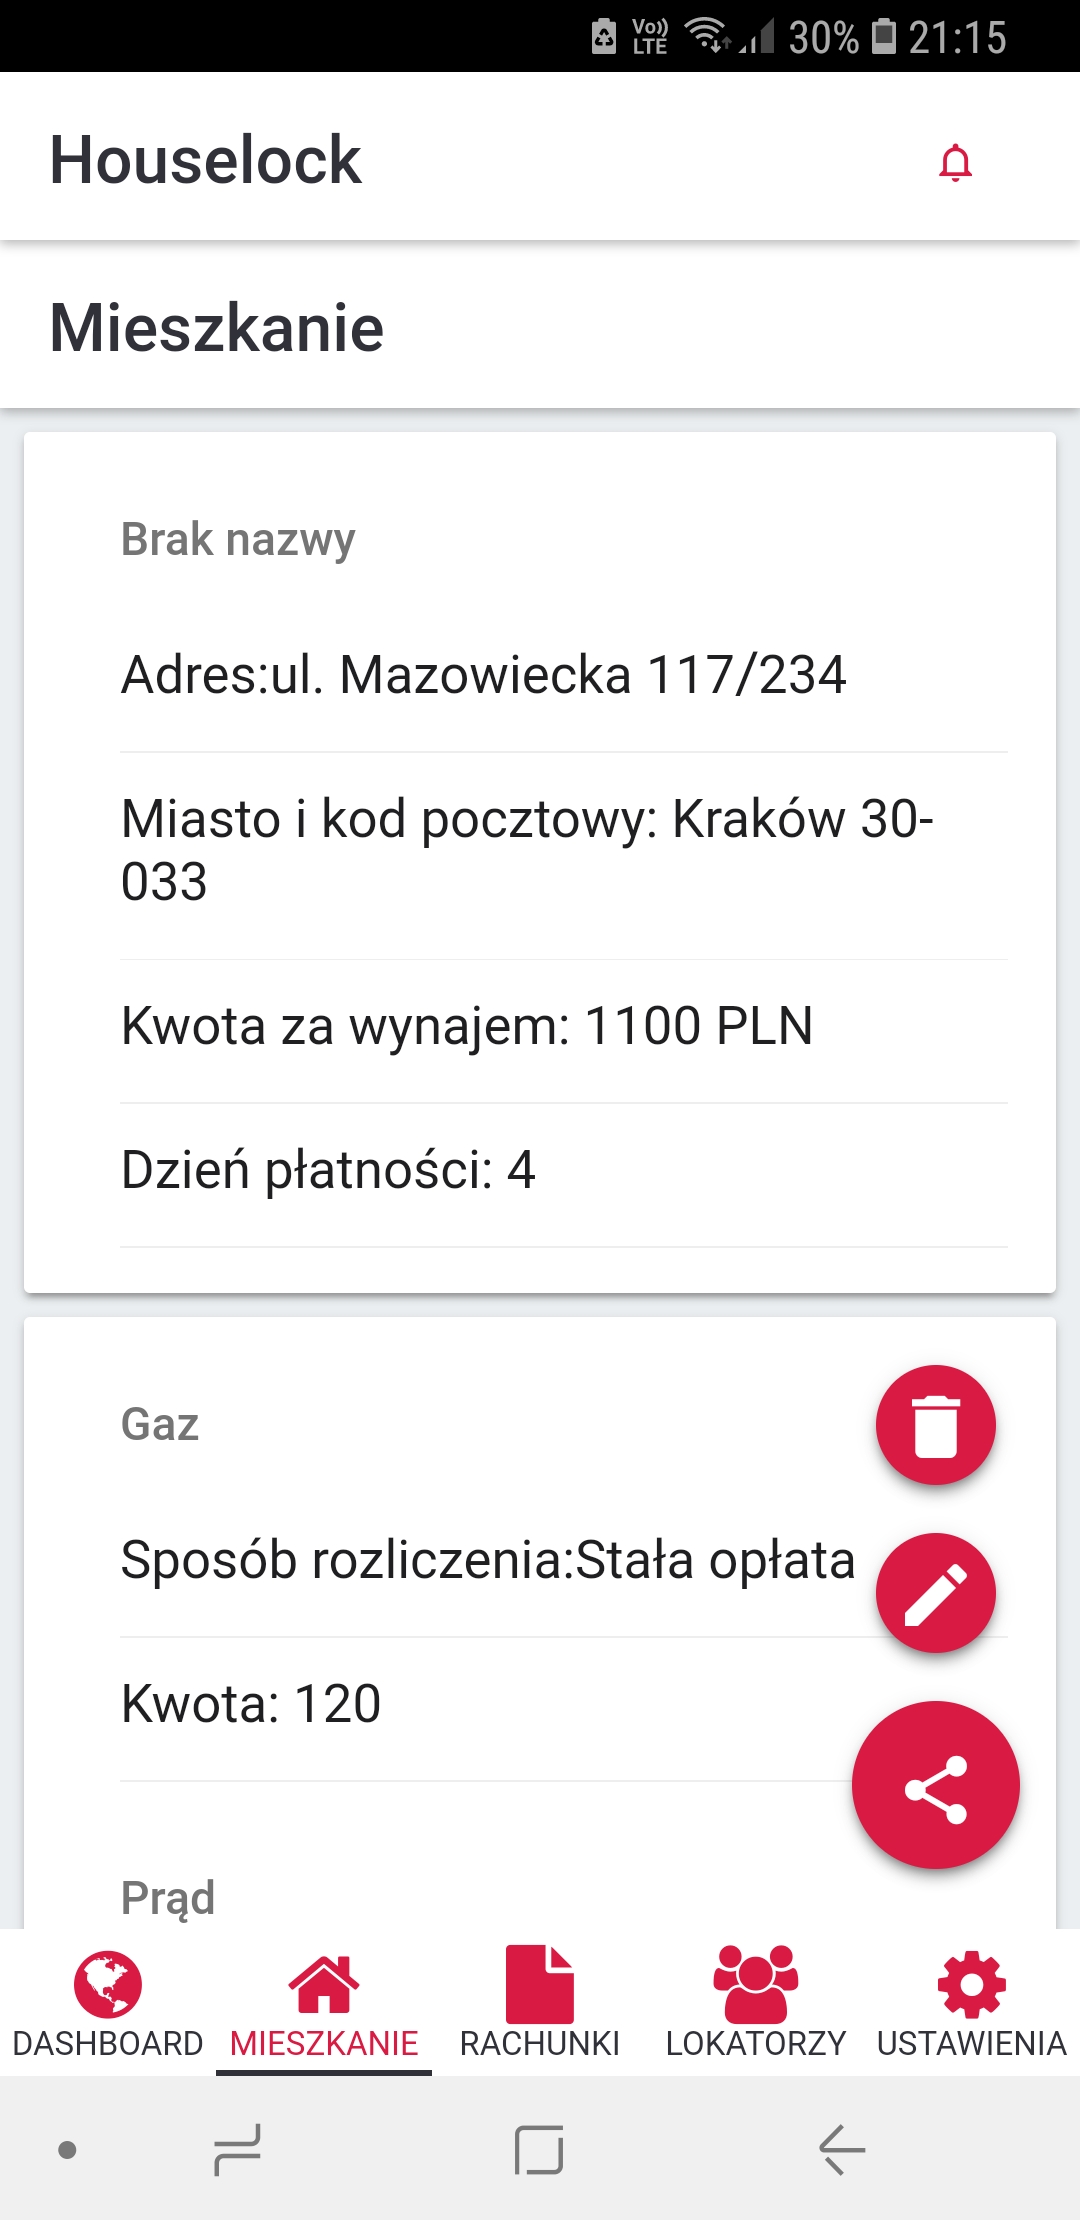 Vo)) LTE 30% 21:15
Houselock
Mieszkanie
Brak nazwy
Adres:ul. Mazowiecka 117/234
Miasto i kod pocztowy: Kraków 30-
033
Kwota za wynajem: 1100 PLN
Dzień płatności: 4
Gaz
Sposób rozliczenia:Stała opłata
Kwota: 120
Prąd
DASHBOARD MIESZKANIE RACHUNKI LOKATORZY USTAWIENIA